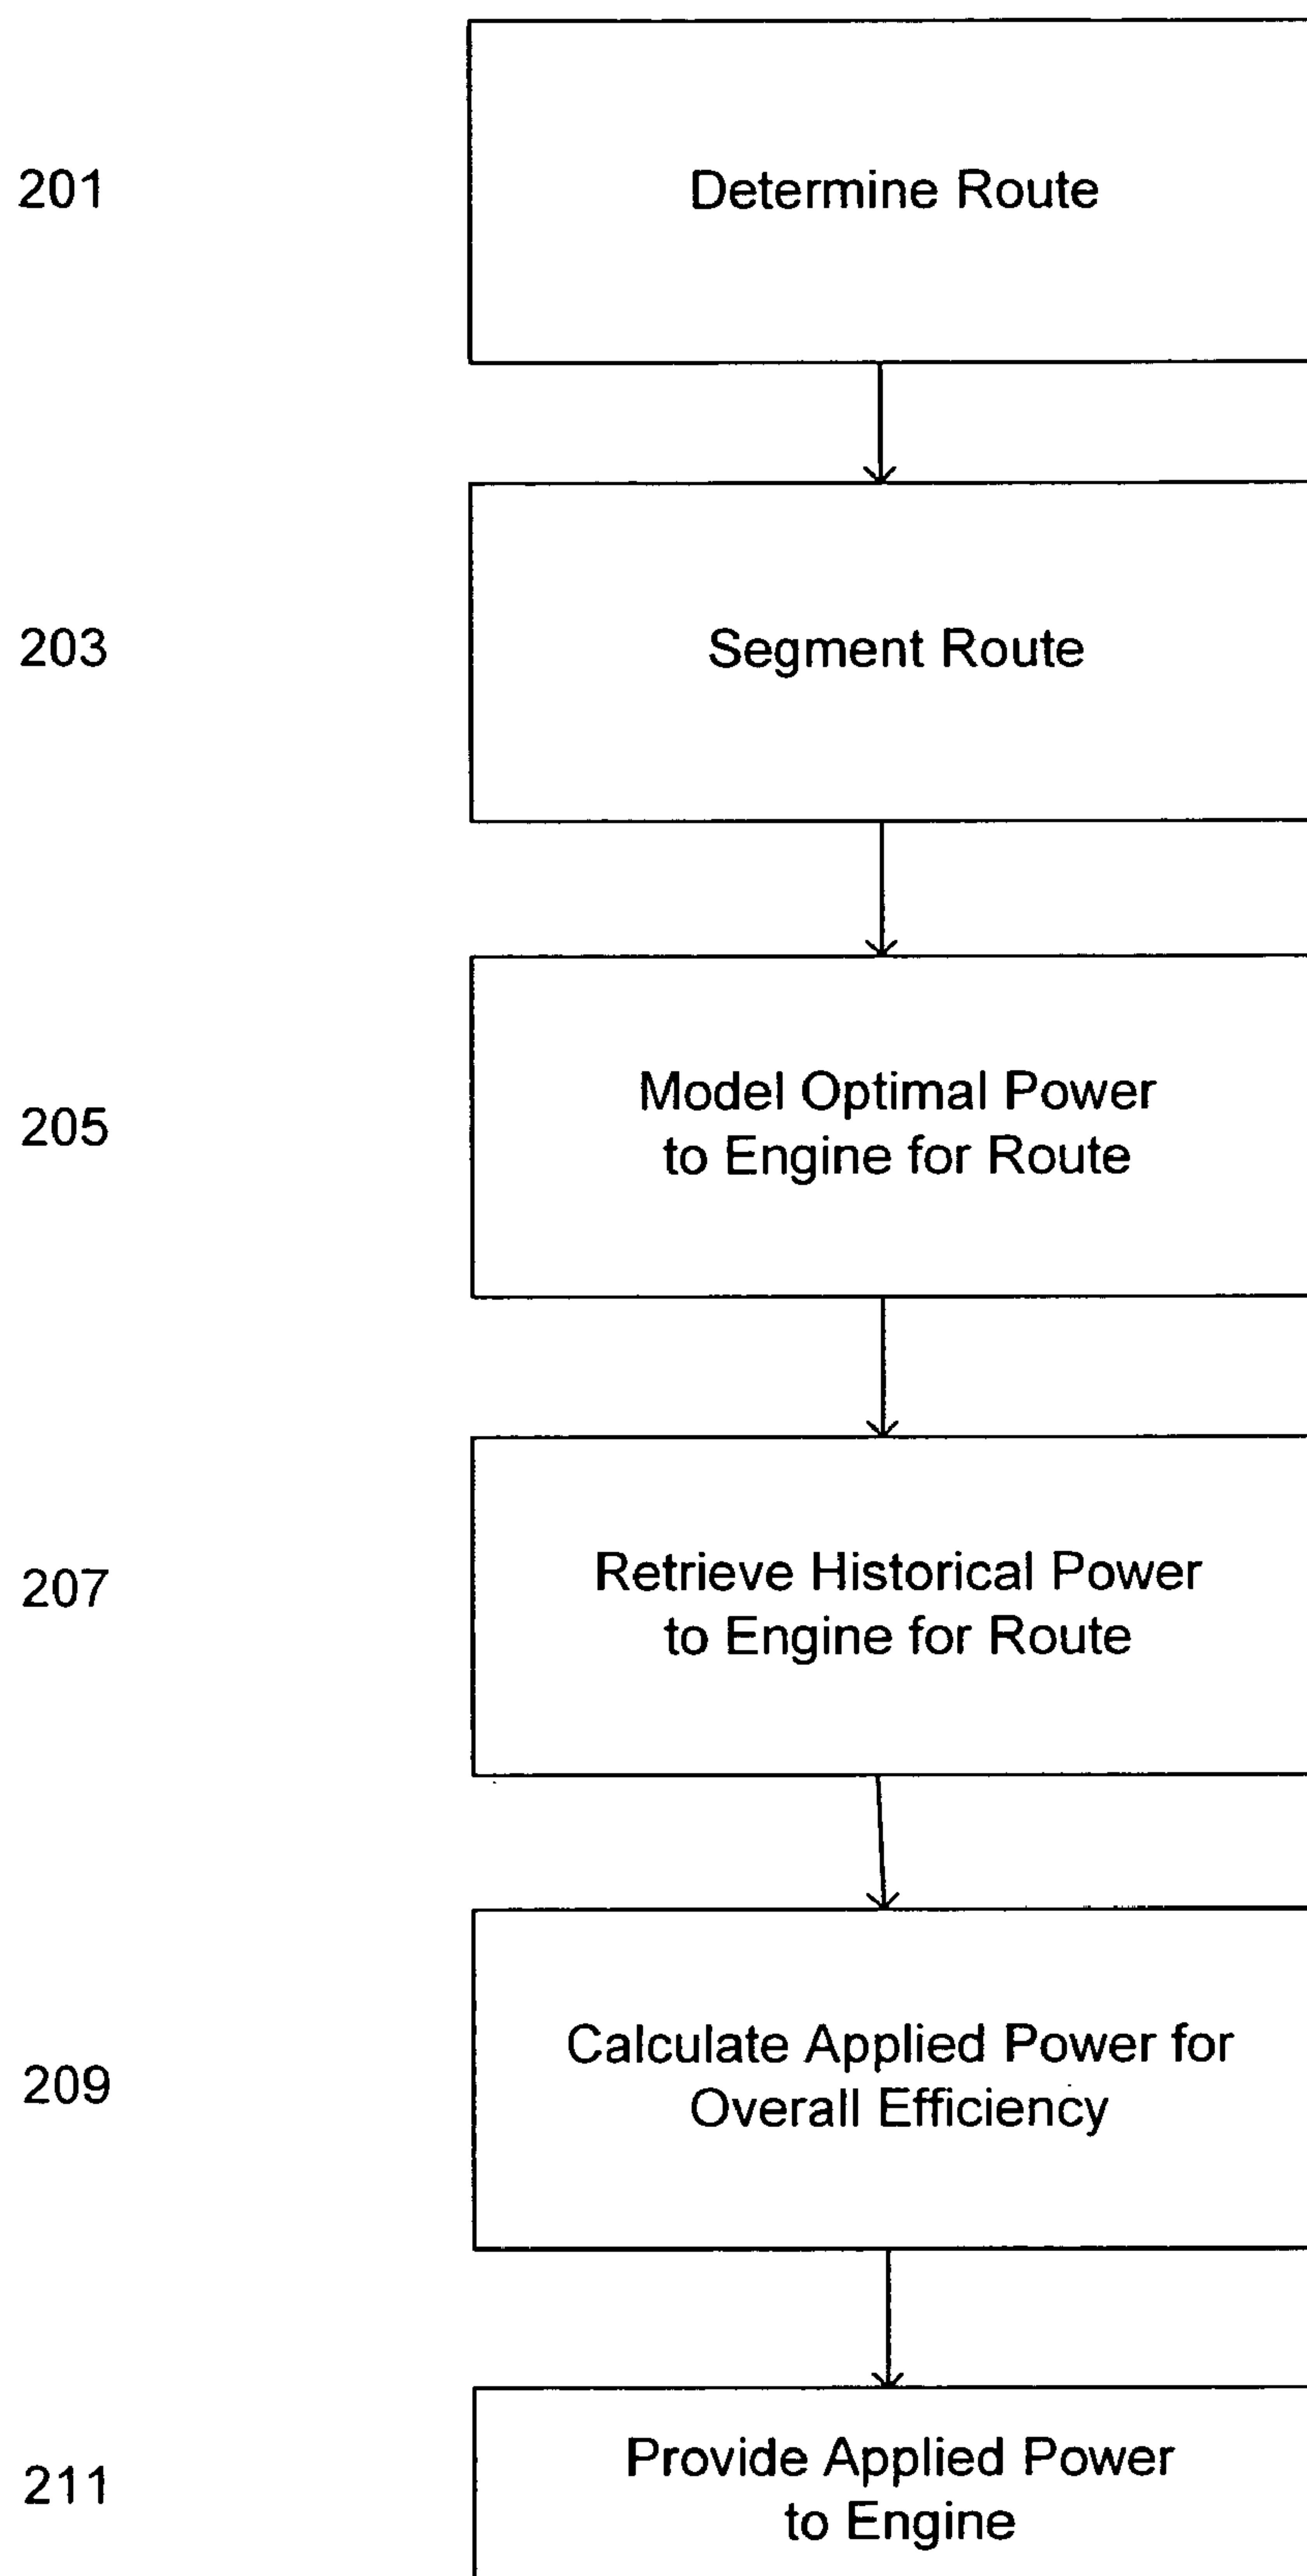 201
Determine Route
203
Segment Route
205
Model Optimal Power
to Engine for Route
207
Retrieve Historical Power
to Engine for Route
209
Calculate Applied Power for
Overall Efficiency
211
Provide Applied Power
to Engine